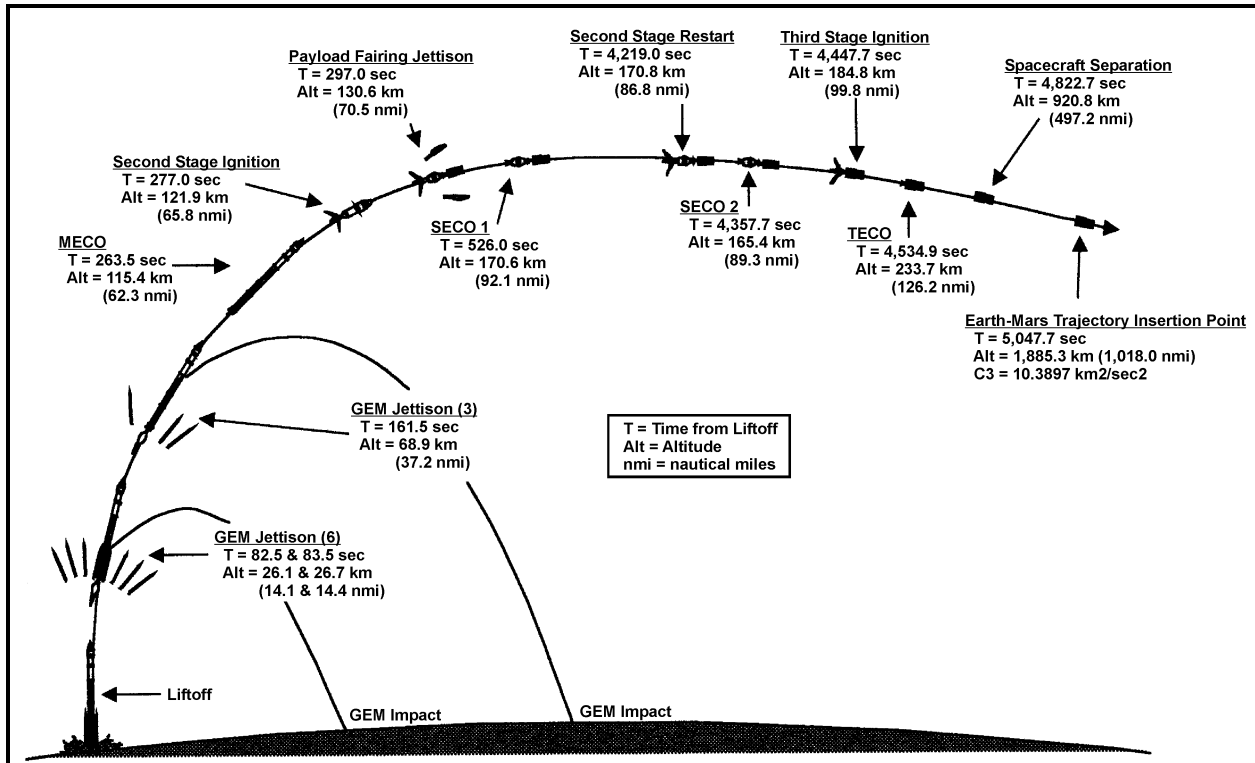 Second Stage Restart
T = 4,219.0 sec
Alt = 170.8 km
(86.8 nmi)
Third Stage Ignition
T = 4,447.7 sec
Alt = 184.8 km
(99.8 nmi)
Payload Fairing Jettison
T = 297.0 sec
Alt = 130.6 km
(70.5 nmi)
Spacecraft Separation
T = 4,822.7 sec
Alt = 920.8 km
(497.2 nmi)
Second Stage Ignition
T = 277.0 sec
Alt = 121.9 km
(65.8 nmi)
SECO 1
T = 526.0 sec
Alt = 170.6 km
(92.1 nmi)
SECO 2
T = 4,357.7 sec
Alt = 165.4 km
(89.3 nmi)
TECO
T = 4,534.9 sec
Alt = 233.7 km
(126.2 nmi)
MECO
T = 263.5 sec
Alt = 115.4 km
(62.3 nmi)
Earth-Mars Trajectory Insertion Point
T = 5,047.7 sec
Alt = 1,885.3 km (1,018.0 nmi)
C3 = 10.3897 km2/sec2
GEM Jettison (3)
T = 161.5 sec
Alt = 68.9 km
(37.2 nmi)
T = Time from Liftoff
Alt = Altitude
nmi = nautical miles
GEM Jettison (6)
T = 82.5 & 83.5 sec
Alt = 26.1 & 26.7 km
(14.1 & 14.4 nmi)
Liftoff
GEM Impact
GEM Impact